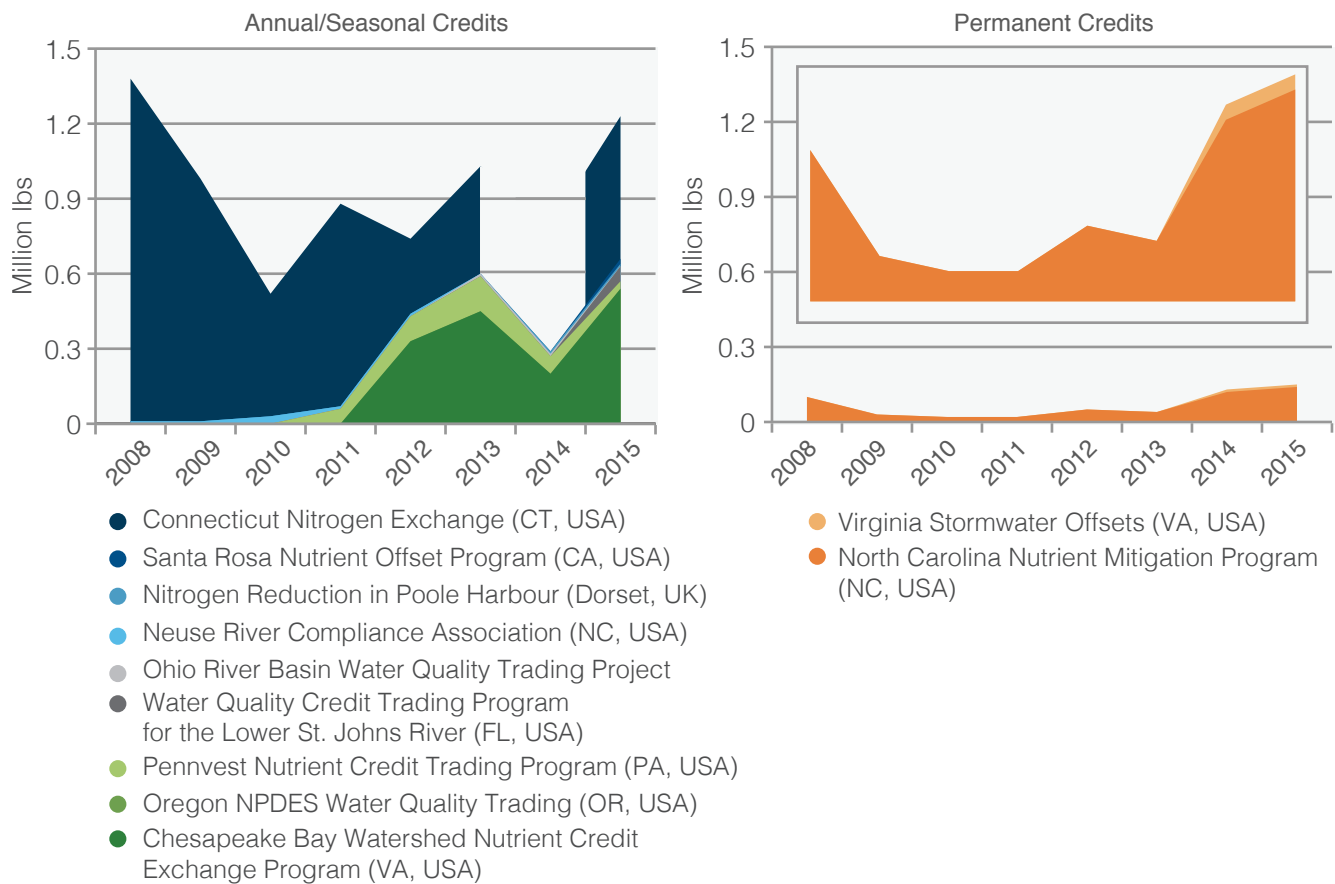 Annual/Seasonal Credits
1.5
1.2
0.9
0.6
0.3
0
Million lbs
2008
2009
2010
2011
2012
2013
2014
2015
Connecticut Nitrogen Exchange (CT, USA)
Santa Rosa Nutrient Offset Program (CA, USA)
Nitrogen Reduction in Poole Harbour (Dorset, UK)
Neuse River Compliance Association (NC, USA)
Ohio River Basin Water Quality Trading Project
Water Quality Credit Trading Program
for the Lower St. Johns River (FL, USA)
Pennvest Nutrient Credit Trading Program (PA, USA)
Oregon NPDES Water Quality Trading (OR, USA)
Chesapeake Bay Watershed Nutrient Credit
Exchange Program (VA, USA)
Permanent Credits
1.5
1.2
0.9
0.6
0.3
0
Million lbs
2008
2009
2010
2011
2012
2013
2014
2015
Virginia Stormwater Offsets (VA, USA)
North Carolina Nutrient Mitigation Program
(NC, USA)